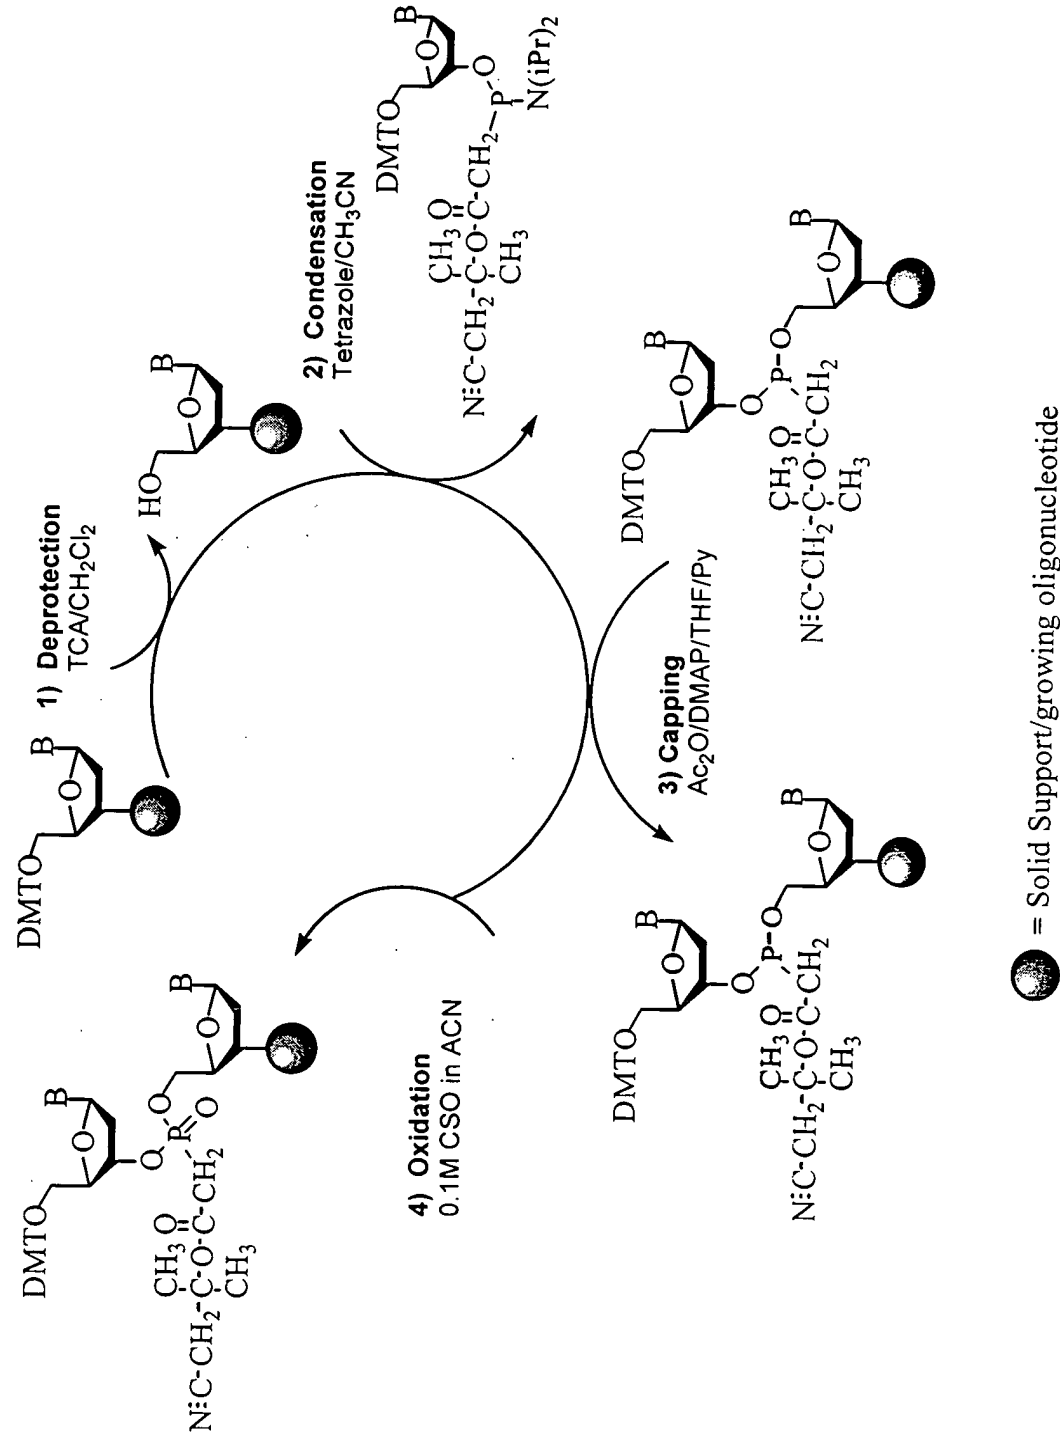 1) Deprotection
TCA/CH2Cl2
DMTO
O
B
HO
O
B
2) Condensation
Tetrazole/CH3CN
DMTO
O
B
O
CH3 O
N⋮C-CH2-C-O-C-CH2-P
CH3
N(iPr)2
DMTO
O
B
O
P-O
O
B
CH3 O
N⋮C-CH2-C-O-C-CH2
CH3
3) Capping
Ac2O/DMAP/THF/Py
DMTO
O
B
O
P-O
O
B
CH3 O
N⋮C-CH2-C-O-C-CH2
CH3
4) Oxidation
0.1M CSO in ACN
DMTO
O
B
O
O
P=O
O
B
CH3 O
N⋮C-CH2-C-O-C-CH2
CH3
= Solid Support/growing oligonucleotide